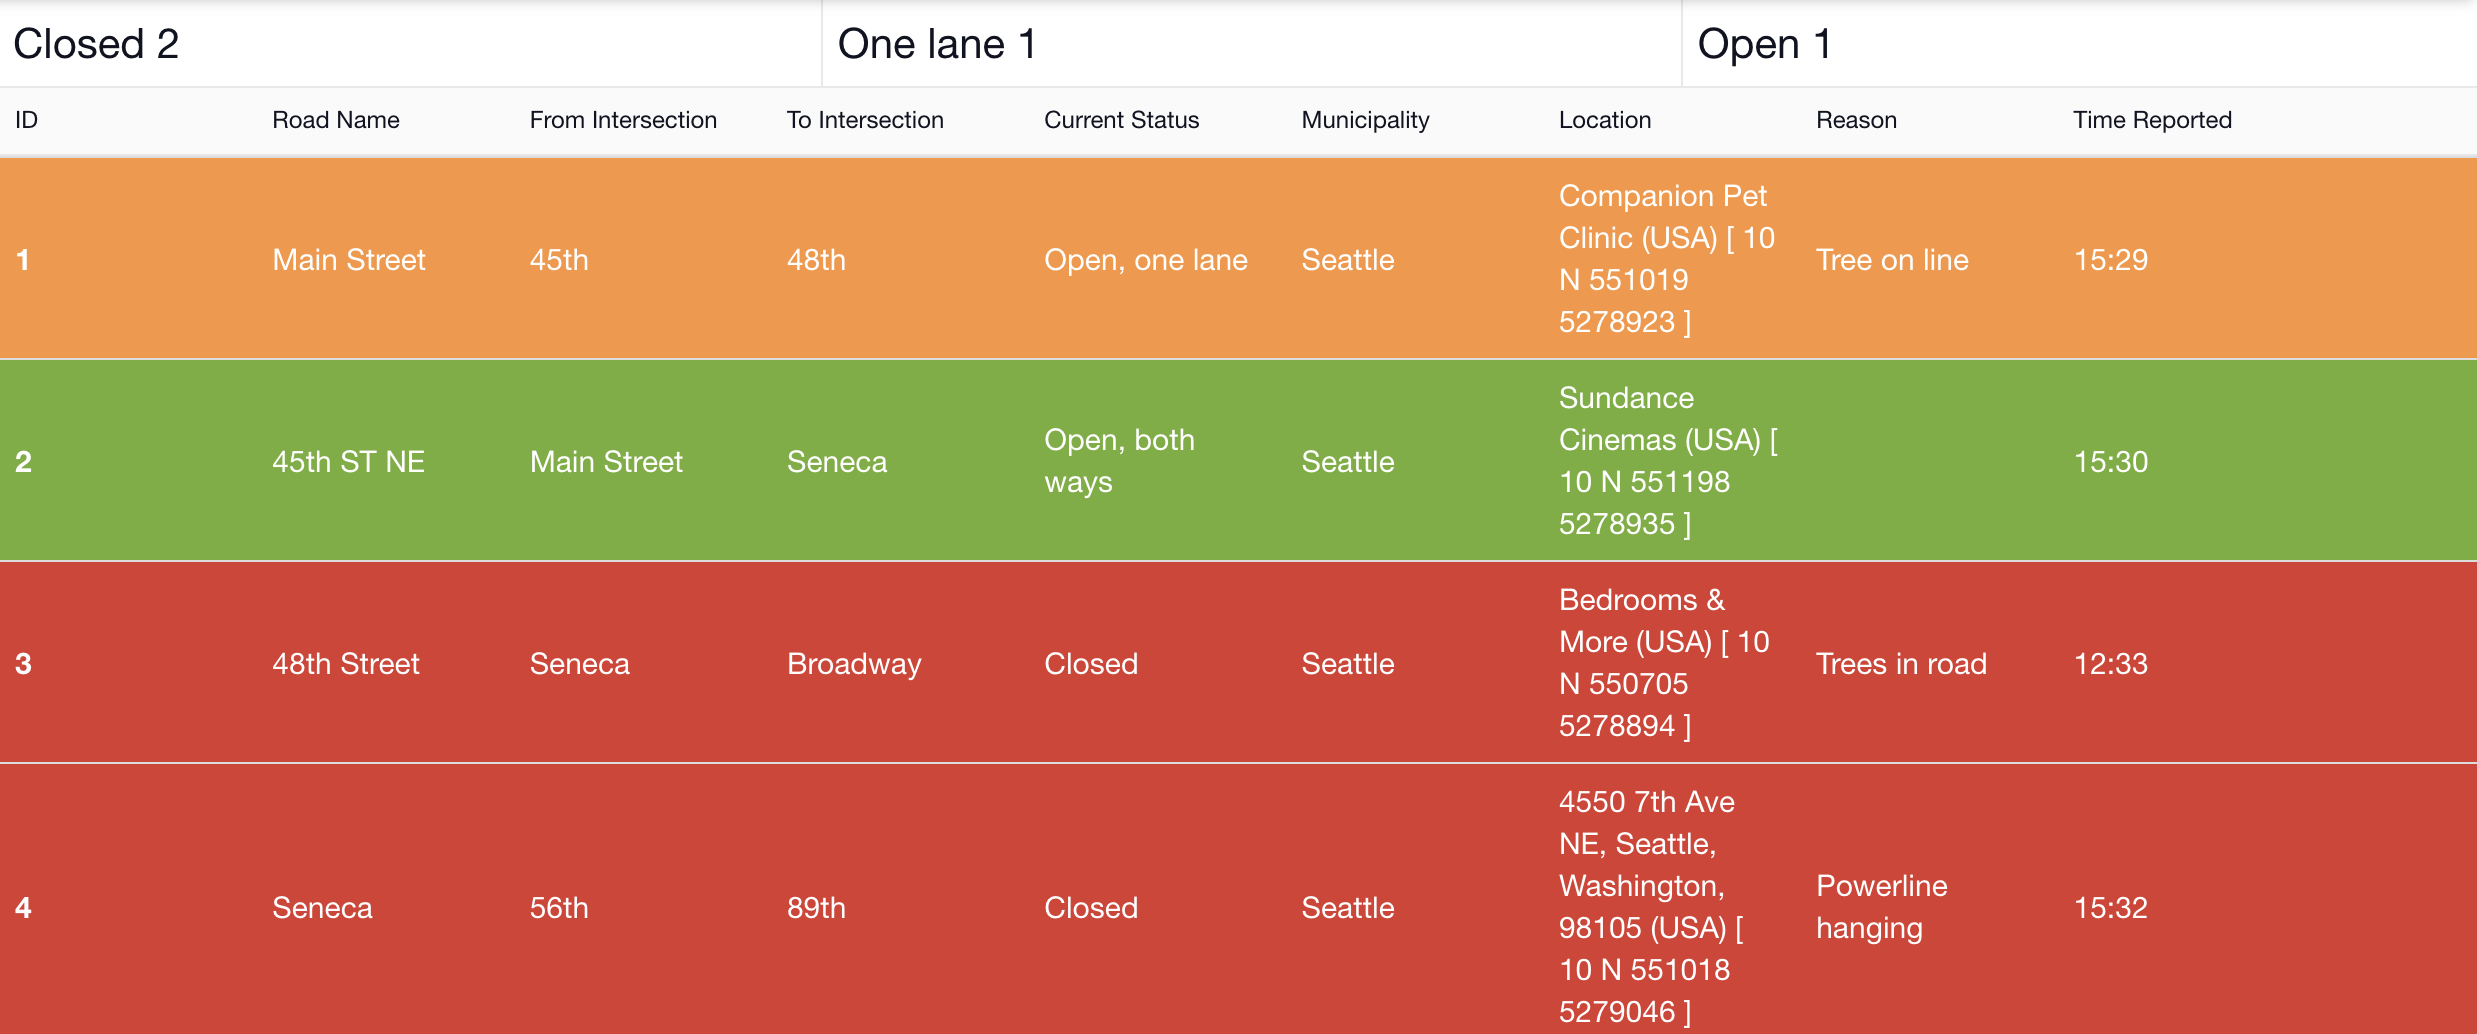 Closed 2 One lane 1 Open 1
ID Road Name From Intersection To Intersection Current Status Municipality Location Reason Time Reported
1 Main Street 45th 48th Open, one lane Seattle Companion Pet Clinic (USA) [ 10 N 551019 5278923 ] Tree on line 15:29
2 45th ST NE Main Street Seneca Open, both ways Seattle Sundance Cinemas (USA) [ 10 N 551198 5278935 ] 15:30
3 48th Street Seneca Broadway Closed Seattle Bedrooms & More (USA) [ 10 N 550705 5278894 ] Trees in road 12:33
4 Seneca 56th 89th Closed Seattle 4550 7th Ave NE, Seattle, Washington, 98105 (USA) [ 10 N 551018 5279046 ] Powerline hanging 15:32